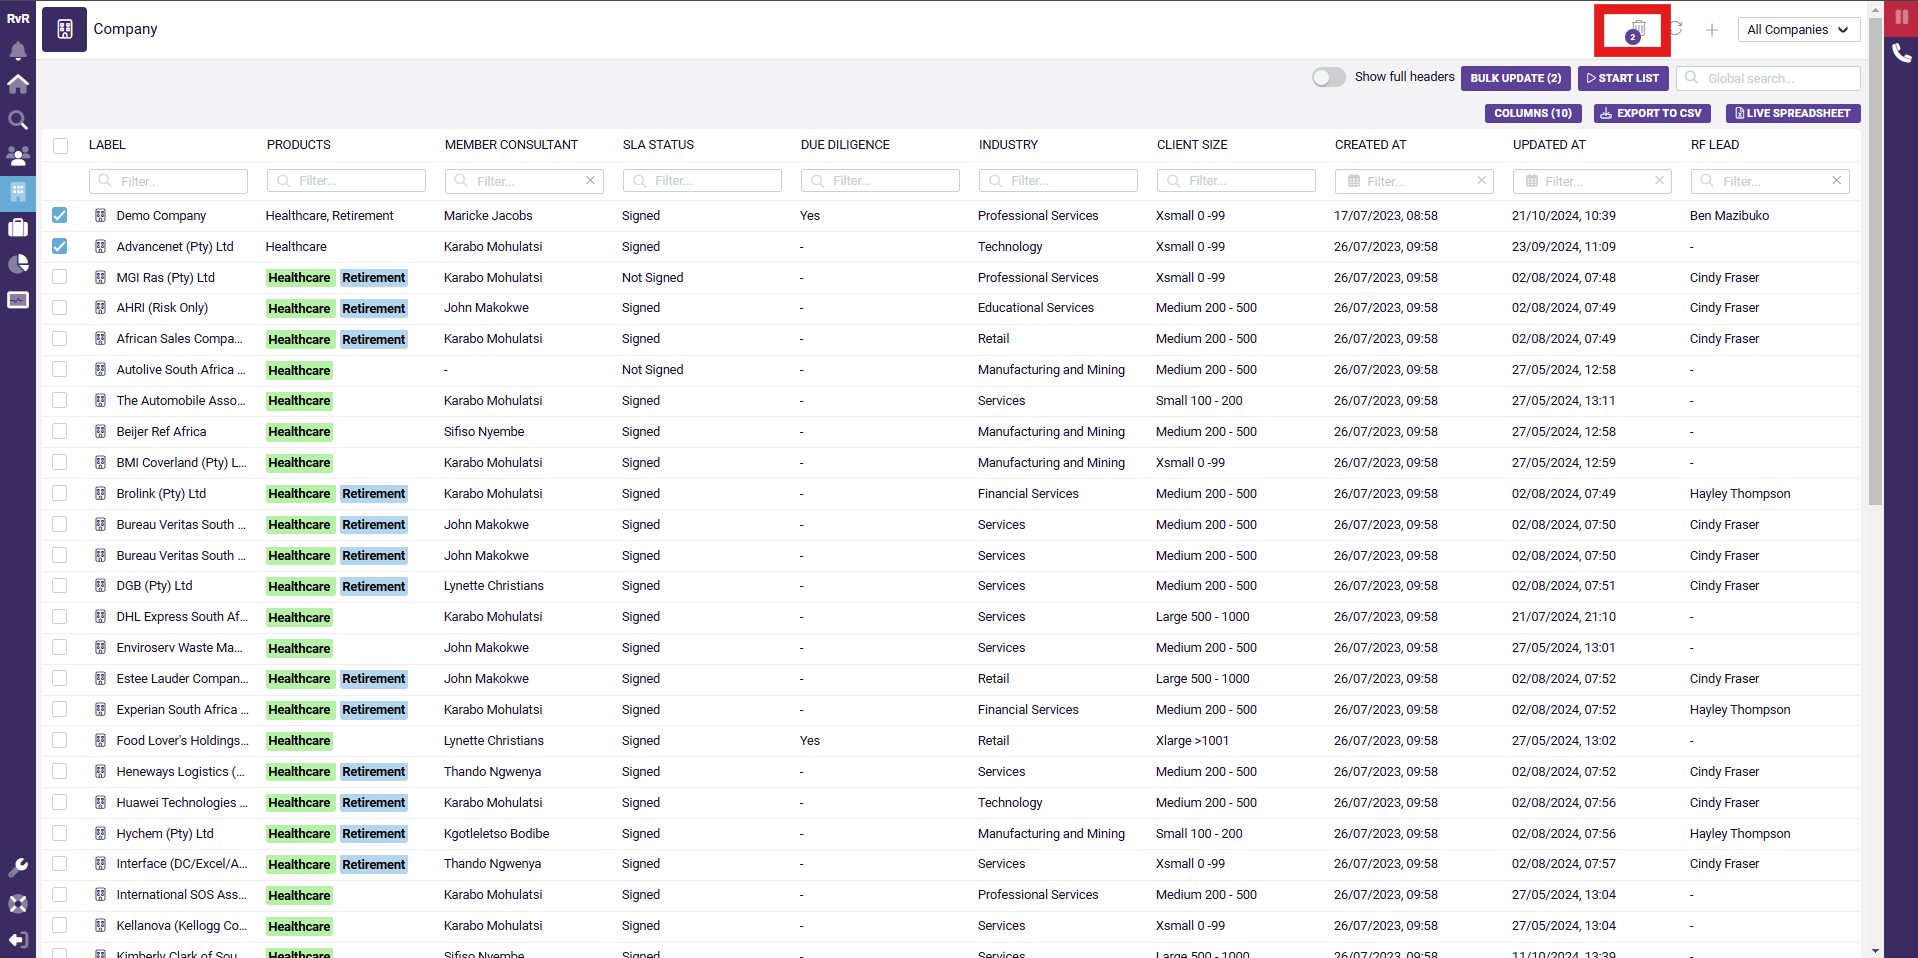 RvR Company 2 All Companies
Show full headers BULK UPDATE (2) START LIST Global search...
COLUMNS (10) EXPORT TO CSV LIVE SPREADSHEET
LABEL PRODUCTS MEMBER CONSULTANT SLA STATUS DUE DILIGENCE INDUSTRY CLIENT SIZE CREATED AT UPDATED AT RF LEAD
Filter... Filter... Filter... Filter... Filter... Filter... Filter... Filter... Filter... Filter...
Demo Company Healthcare, Retirement Maricke Jacobs Signed Yes Professional Services Xsmall 0 -99 17/07/2023, 08:58 21/10/2024, 10:39 Ben Mazibuko
Advancenet (Pty) Ltd Healthcare Karabo Mohulatsi Signed - Technology Xsmall 0 -99 26/07/2023, 09:58 23/09/2024, 11:09 -
MGI Ras (Pty) Ltd Healthcare Retirement Karabo Mohulatsi Not Signed - Professional Services Xsmall 0 -99 26/07/2023, 09:58 02/08/2024, 07:48 Cindy Fraser
AHRI (Risk Only) Healthcare Retirement John Makokwe Signed - Educational Services Medium 200 - 500 26/07/2023, 09:58 02/08/2024, 07:49 Cindy Fraser
African Sales Compa... Healthcare Retirement Karabo Mohulatsi Signed - Retail Medium 200 - 500 26/07/2023, 09:58 02/08/2024, 07:49 Cindy Fraser
Autolive South Africa ... Healthcare - Not Signed - Manufacturing and Mining Medium 200 - 500 26/07/2023, 09:58 27/05/2024, 12:58 -
The Automobile Asso... Healthcare Karabo Mohulatsi Signed - Services Small 100 - 200 26/07/2023, 09:58 27/05/2024, 13:11 -
Beijer Ref Africa Healthcare Sifiso Nyembe Signed - Manufacturing and Mining Medium 200 - 500 26/07/2023, 09:58 27/05/2024, 12:58 -
BMI Coverland (Pty) L... Healthcare Karabo Mohulatsi Signed - Manufacturing and Mining Xsmall 0 -99 26/07/2023, 09:58 27/05/2024, 12:59 -
Brolink (Pty) Ltd Healthcare Retirement Karabo Mohulatsi Signed - Financial Services Medium 200 - 500 26/07/2023, 09:58 02/08/2024, 07:49 Hayley Thompson
Bureau Veritas South ... Healthcare Retirement John Makokwe Signed - Services Medium 200 - 500 26/07/2023, 09:58 02/08/2024, 07:50 Cindy Fraser
Bureau Veritas South ... Healthcare Retirement John Makokwe Signed - Services Medium 200 - 500 26/07/2023, 09:58 02/08/2024, 07:50 Cindy Fraser
DGB (Pty) Ltd Healthcare Retirement Lynette Christians Signed - Services Medium 200 - 500 26/07/2023, 09:58 02/08/2024, 07:51 Cindy Fraser
DHL Express South Af... Healthcare Karabo Mohulatsi Signed - Services Large 500 - 1000 26/07/2023, 09:58 21/07/2024, 21:10 -
Enviroserv Waste Ma... Healthcare John Makokwe Signed - Services Medium 200 - 500 26/07/2023, 09:58 27/05/2024, 13:01 -
Estee Lauder Compan... Healthcare Retirement John Makokwe Signed - Retail Large 500 - 1000 26/07/2023, 09:58 02/08/2024, 07:52 Cindy Fraser
Experian South Africa ... Healthcare Retirement Karabo Mohulatsi Signed - Financial Services Medium 200 - 500 26/07/2023, 09:58 02/08/2024, 07:52 Hayley Thompson
Food Lover's Holdings... Healthcare Lynette Christians Signed Yes Retail Xlarge >1001 26/07/2023, 09:58 27/05/2024, 13:02 -
Heneways Logistics (... Healthcare Retirement Thando Ngwenya Signed - Services Medium 200 - 500 26/07/2023, 09:58 02/08/2024, 07:52 Cindy Fraser
Huawei Technologies ... Healthcare Retirement Karabo Mohulatsi Signed - Technology Medium 200 - 500 26/07/2023, 09:58 02/08/2024, 07:56 Cindy Fraser
Hychem (Pty) Ltd Healthcare Retirement Kgotleletso Bodibe Signed - Manufacturing and Mining Small 100 - 200 26/07/2023, 09:58 02/08/2024, 07:56 Hayley Thompson
Interface (DC/Excel/A... Healthcare Retirement Thando Ngwenya Signed - Services Xsmall 0 -99 26/07/2023, 09:58 02/08/2024, 07:57 Cindy Fraser
International SOS Ass... Healthcare Karabo Mohulatsi Signed - Professional Services Medium 200 - 500 26/07/2023, 09:58 27/05/2024, 13:04 -
Kellanova (Kellogg Co... Healthcare Karabo Mohulatsi Signed - Services Xsmall 0 -99 26/07/2023, 09:58 27/05/2024, 13:04 -
Kimberly Clark of Sou... Healthcare Sifiso Nyembe Signed - Services Large 500 - 1000 26/07/2023, 09:58 11/10/2024, 13:39 -